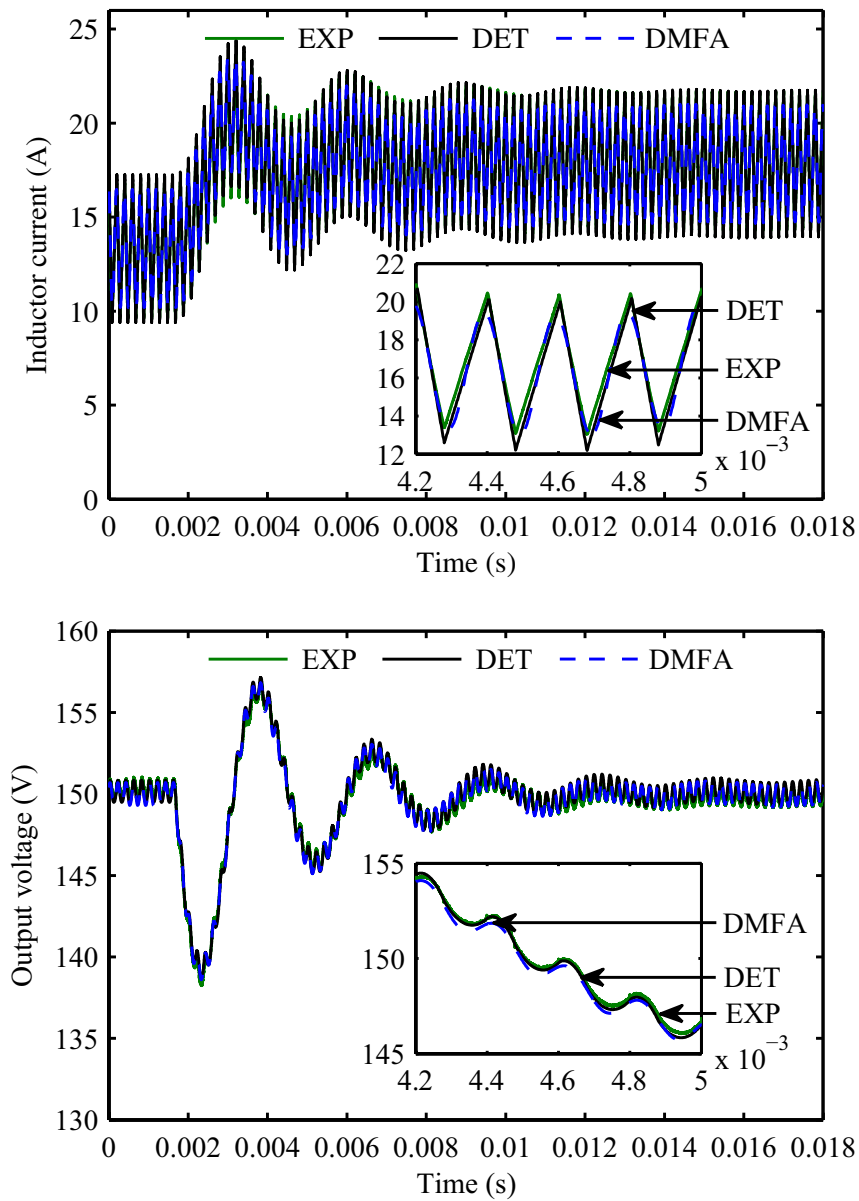 25
20
15
10
5
0
Inductor current (A)
EXP DET DMFA
22
20
18
16
14
12
DET
EXP
DMFA
4.2 4.4 4.6 4.8 5
x 10−3
0 0.002 0.004 0.006 0.008 0.01 0.012 0.014 0.016 0.018
Time (s)
160
155
150
145
140
135
130
Output voltage (V)
EXP DET DMFA
155
150
145
DMFA
DET
EXP
4.2 4.4 4.6 4.8 5
x 10−3
0 0.002 0.004 0.006 0.008 0.01 0.012 0.014 0.016 0.018
Time (s)